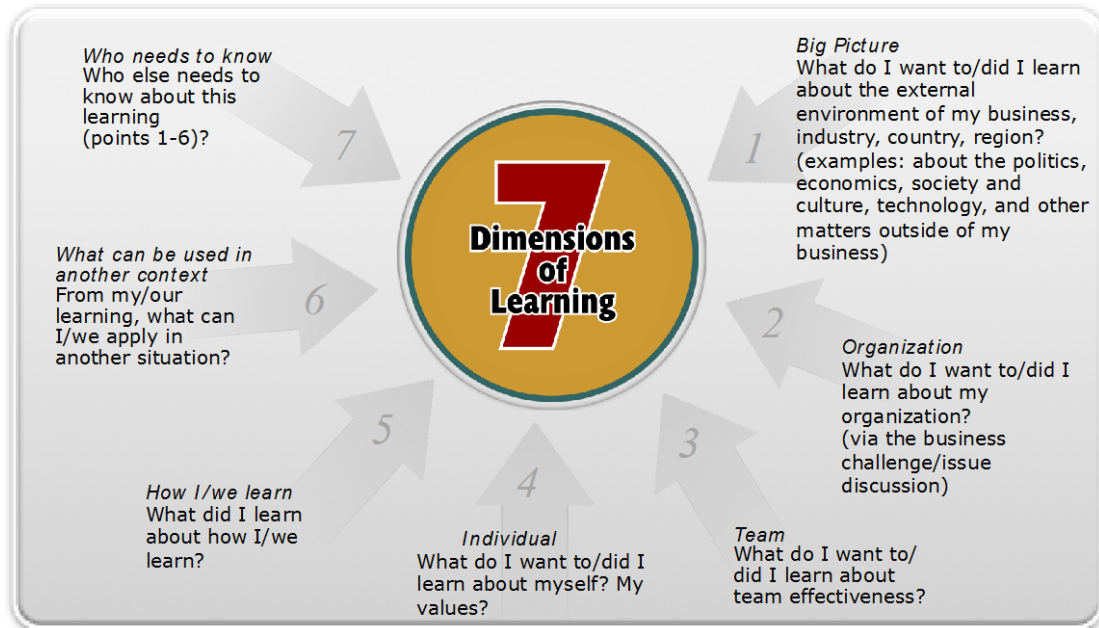 7
Dimensions
of
Learning
1
Big Picture
What do I want to/did I learn
about the external
environment of my business,
industry, country, region?
(examples: about the politics,
economics, society and
culture, technology, and other
matters outside of my
business)
2
Organization
What do I want to/did I
learn about my
organization?
(via the business
challenge/issue
discussion)
3
Team
What do I want to/
did I learn about
team effectiveness?
4
Individual
What do I want to/did I
learn about myself? My
values?
5
How I/we learn
What did I learn
about how I/we
learn?
6
What can be used in
another context
From my/our
learning, what can
I/we apply in
another situation?
7
Who needs to know
Who else needs to
know about this
learning
(points 1-6)?